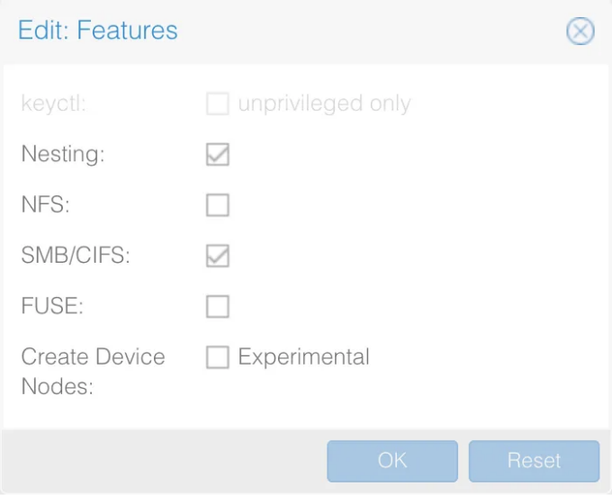 Edit: Features
keyctl: unprivileged only
Nesting:
NFS:
SMB/CIFS:
FUSE:
Create Device Experimental
Nodes:
OK Reset